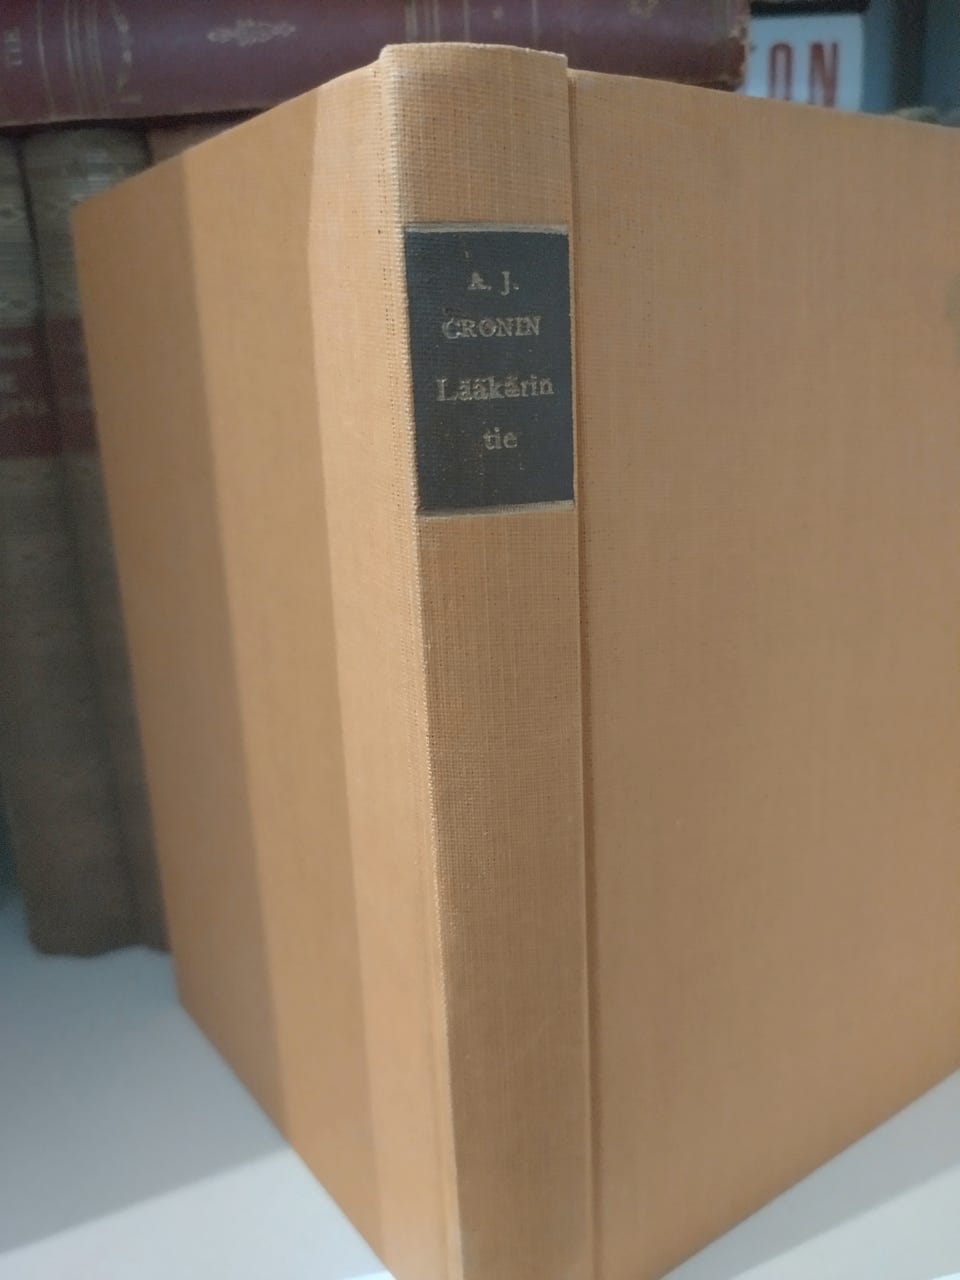 A. J.
CRONIN
Lääkärin
tie